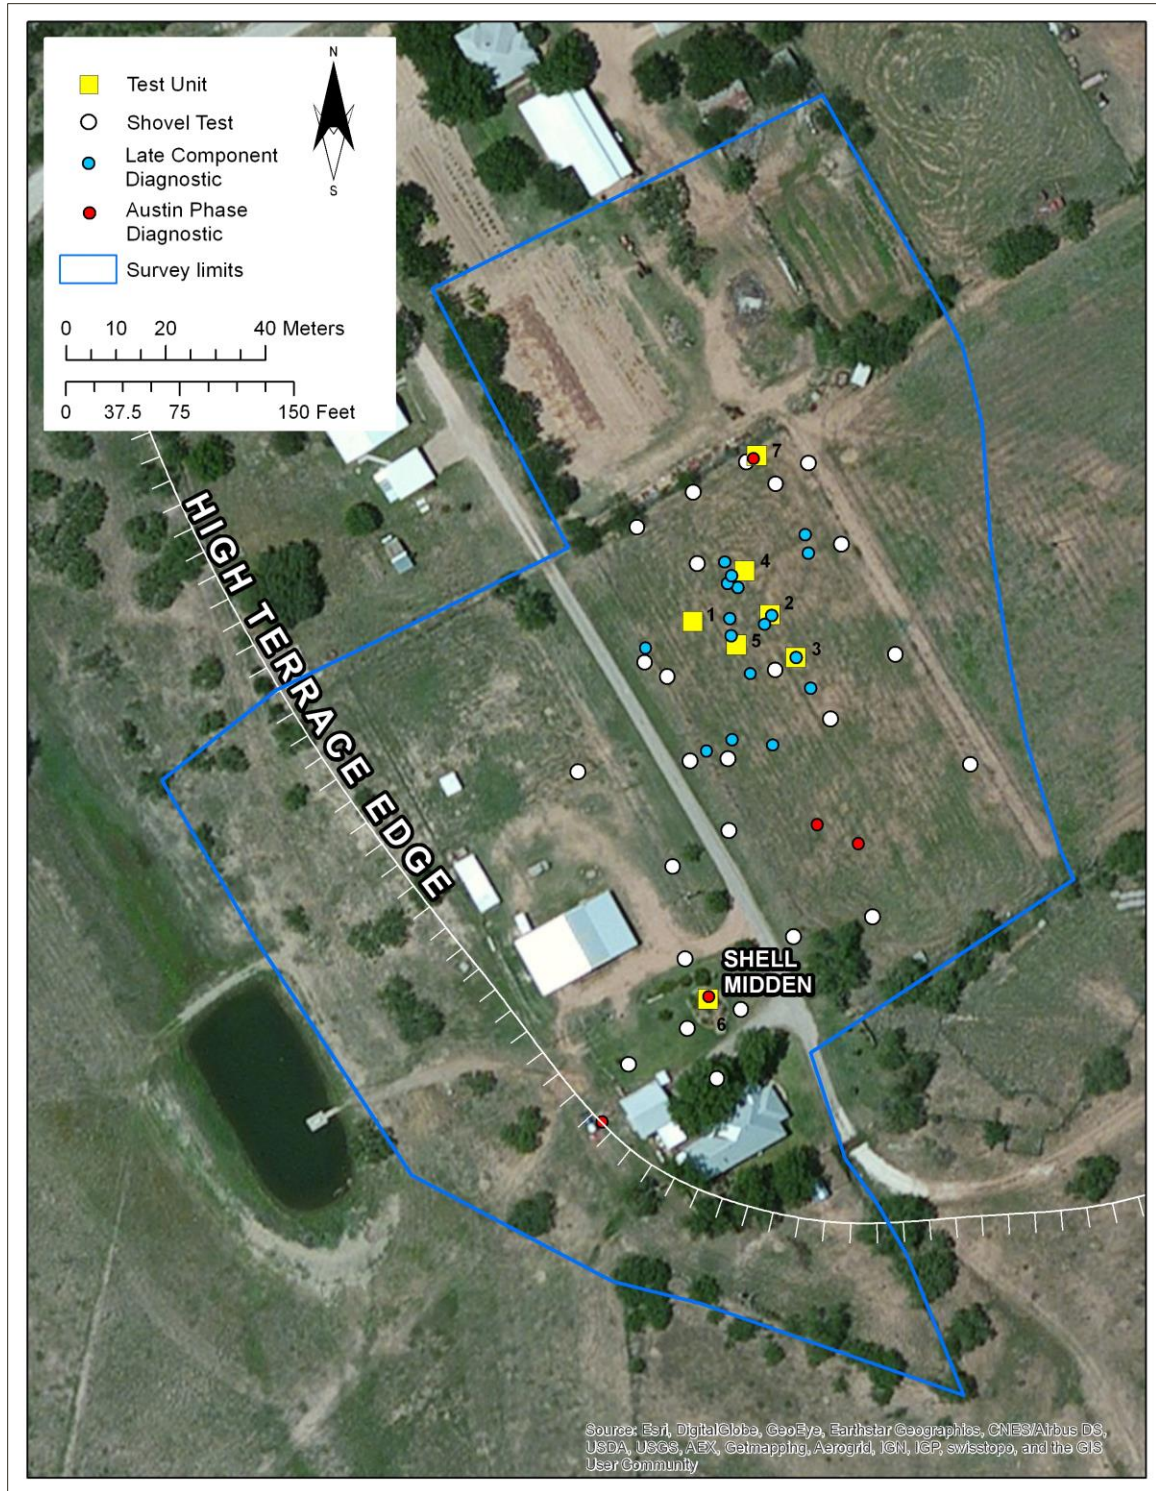 N
S
Test Unit
Shovel Test
Late Component
Diagnostic
Austin Phase
Diagnostic
Survey limits
0 10 20 40 Meters
0 37.5 75 150 Feet
HIGH TERRACE EDGE
7
4
2
1
5
3
SHELL
MIDDEN
6
Source: Esri, DigitalGlobe, GeoEye, Earthstar Geographics, CNES/Airbus DS,
USDA, USGS, AEX, Getmapping, Aerogrid, IGN, IGP, swisstopo, and the GIS
User Community